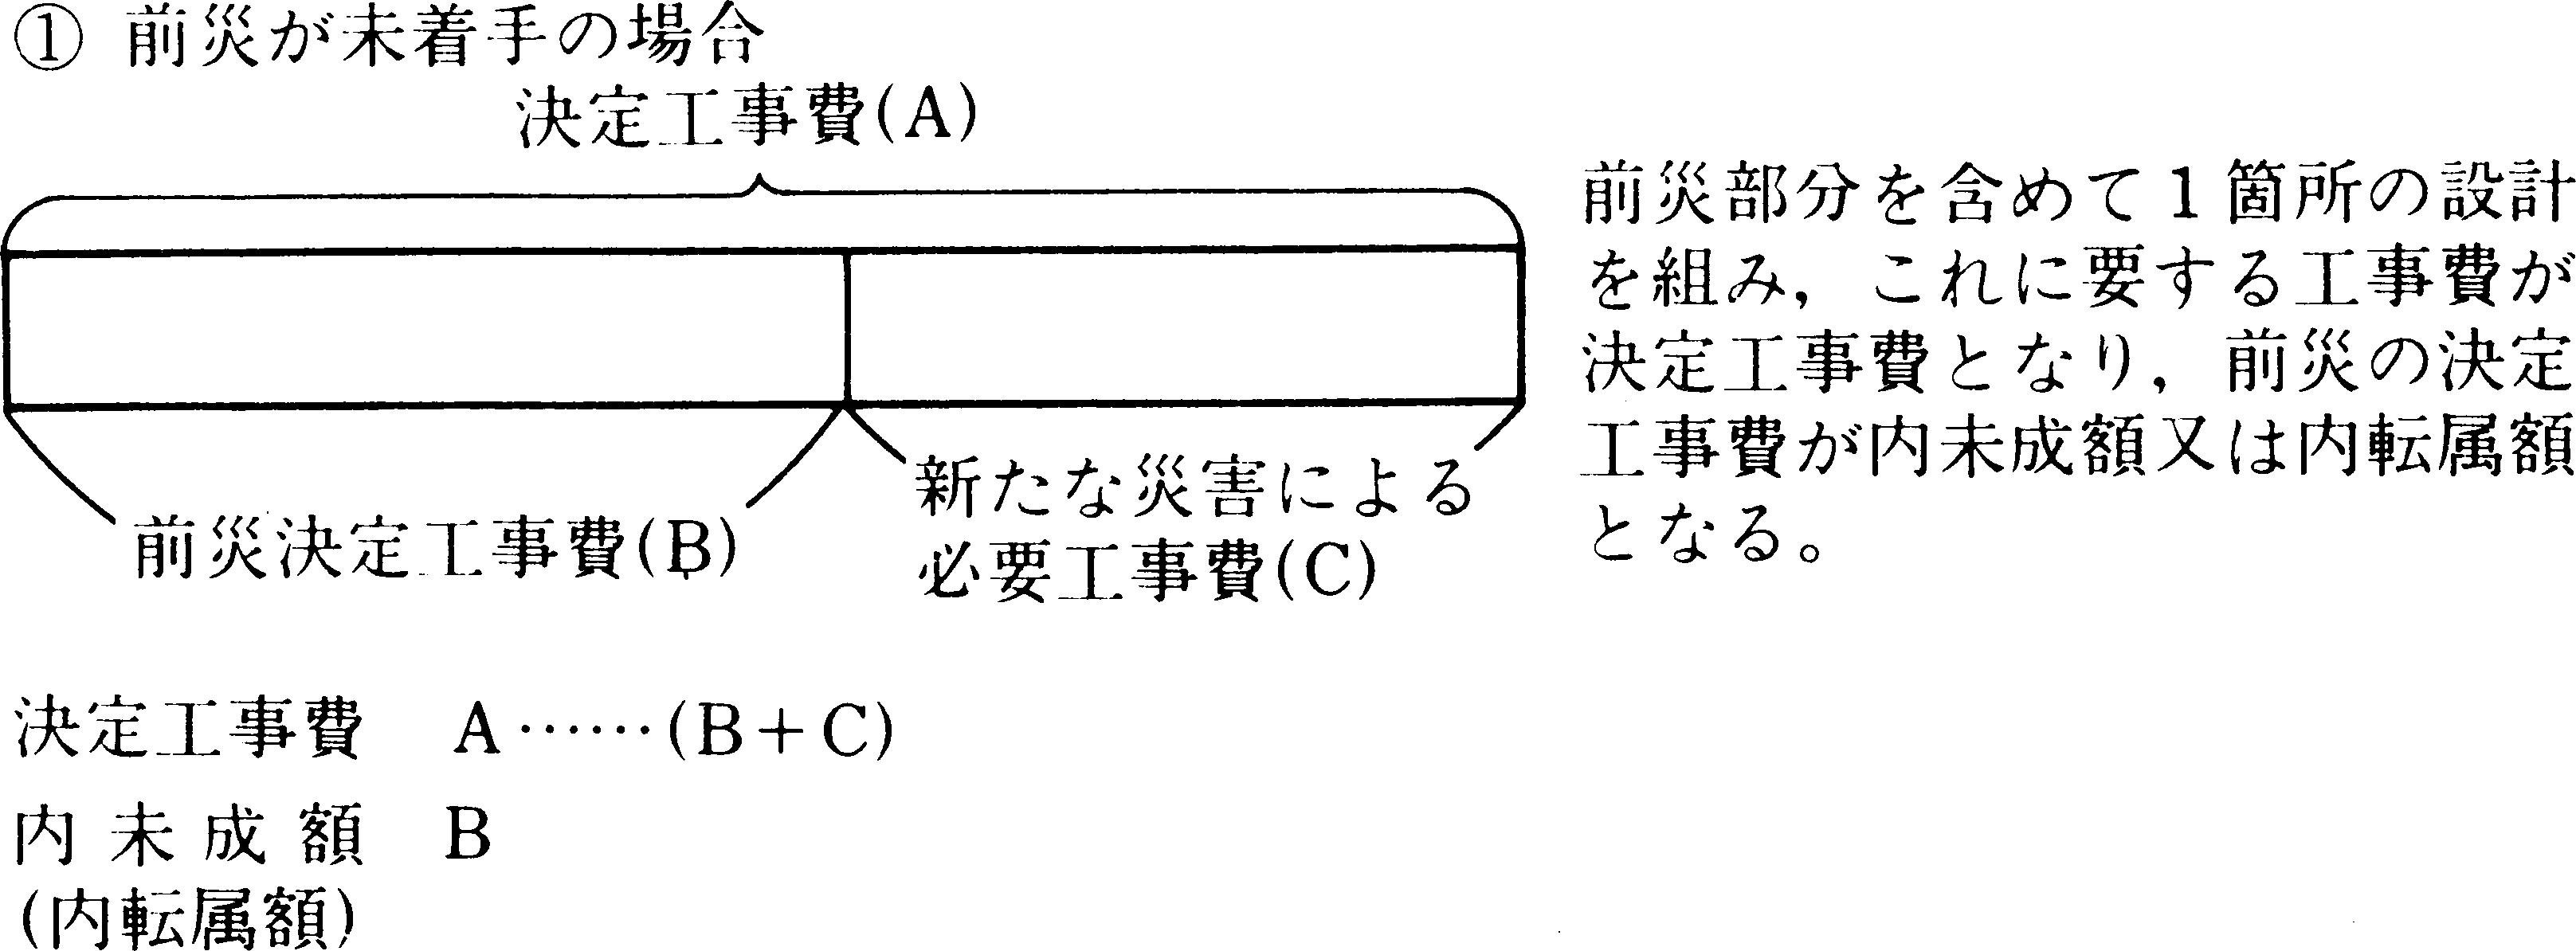 ① 前災が未着手の場合
決定工事費(A)
前災決定工事費(B)
新たな災害による
必要工事費(C)
前災部分を含めて1箇所の設計
を組み，これに要する工事費が
決定工事費となり，前災の決定
工事費が内未成額又は内転属額
となる。
決定工事費 A……(B＋C)
内未成額 B
(内転属額)